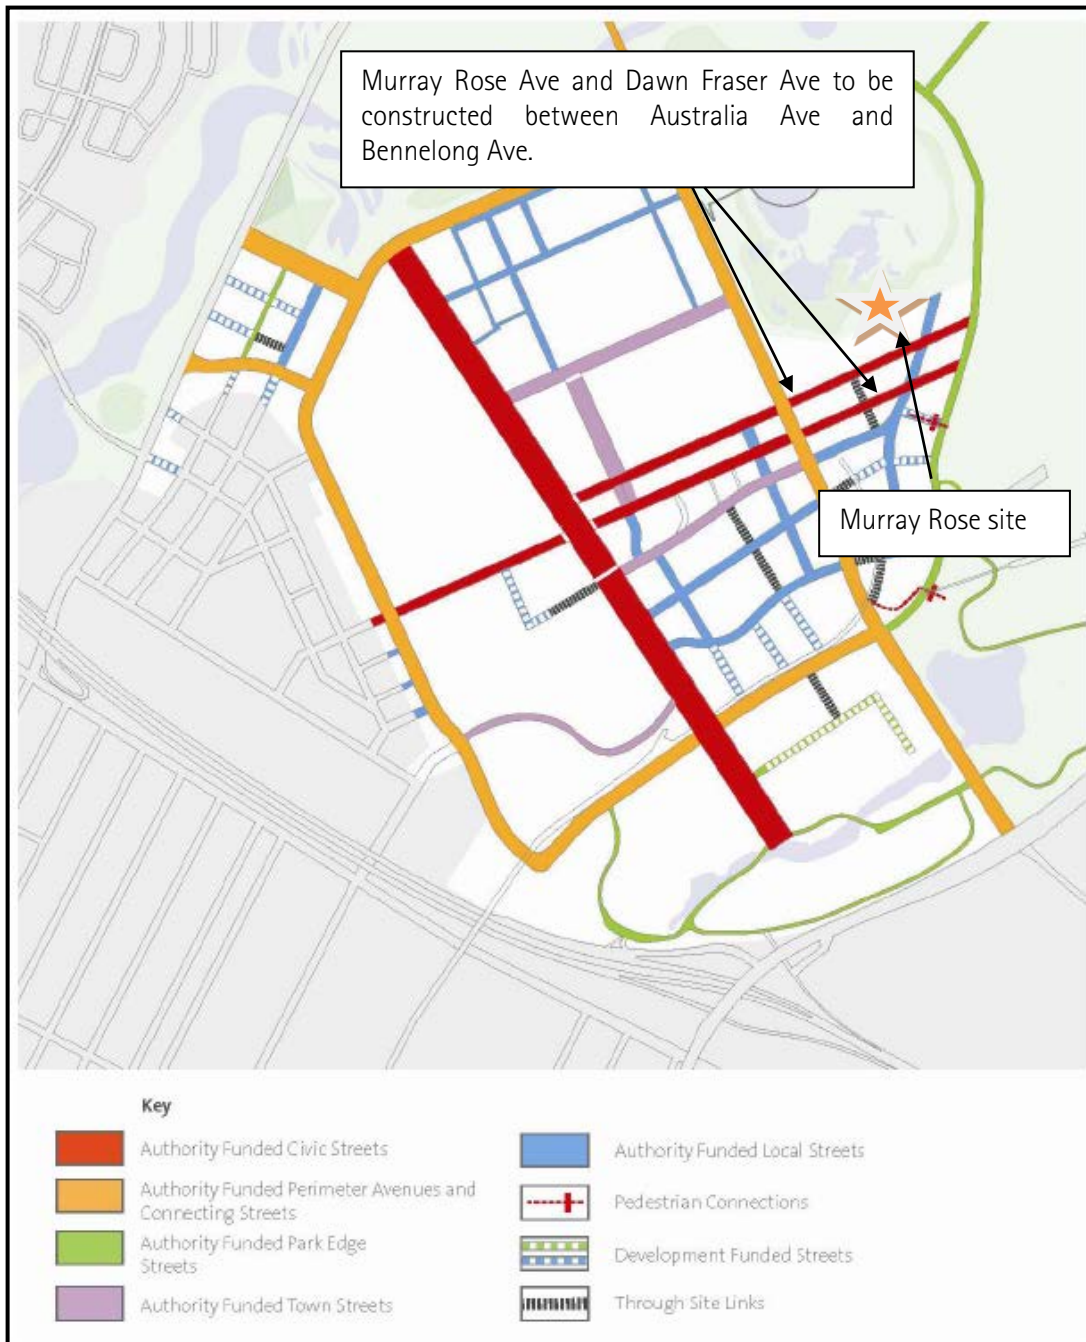 Murray Rose Ave and Dawn Fraser Ave to be
constructed between Australia Ave and
Bennelong Ave.
Murray Rose site
Key
Authority Funded Civic Streets
Authority Funded Perimeter Avenues and
Connecting Streets
Authority Funded Park Edge
Streets
Authority Funded Town Streets
Authority Funded Local Streets
Pedestrian Connections
Development Funded Streets
Through Site Links